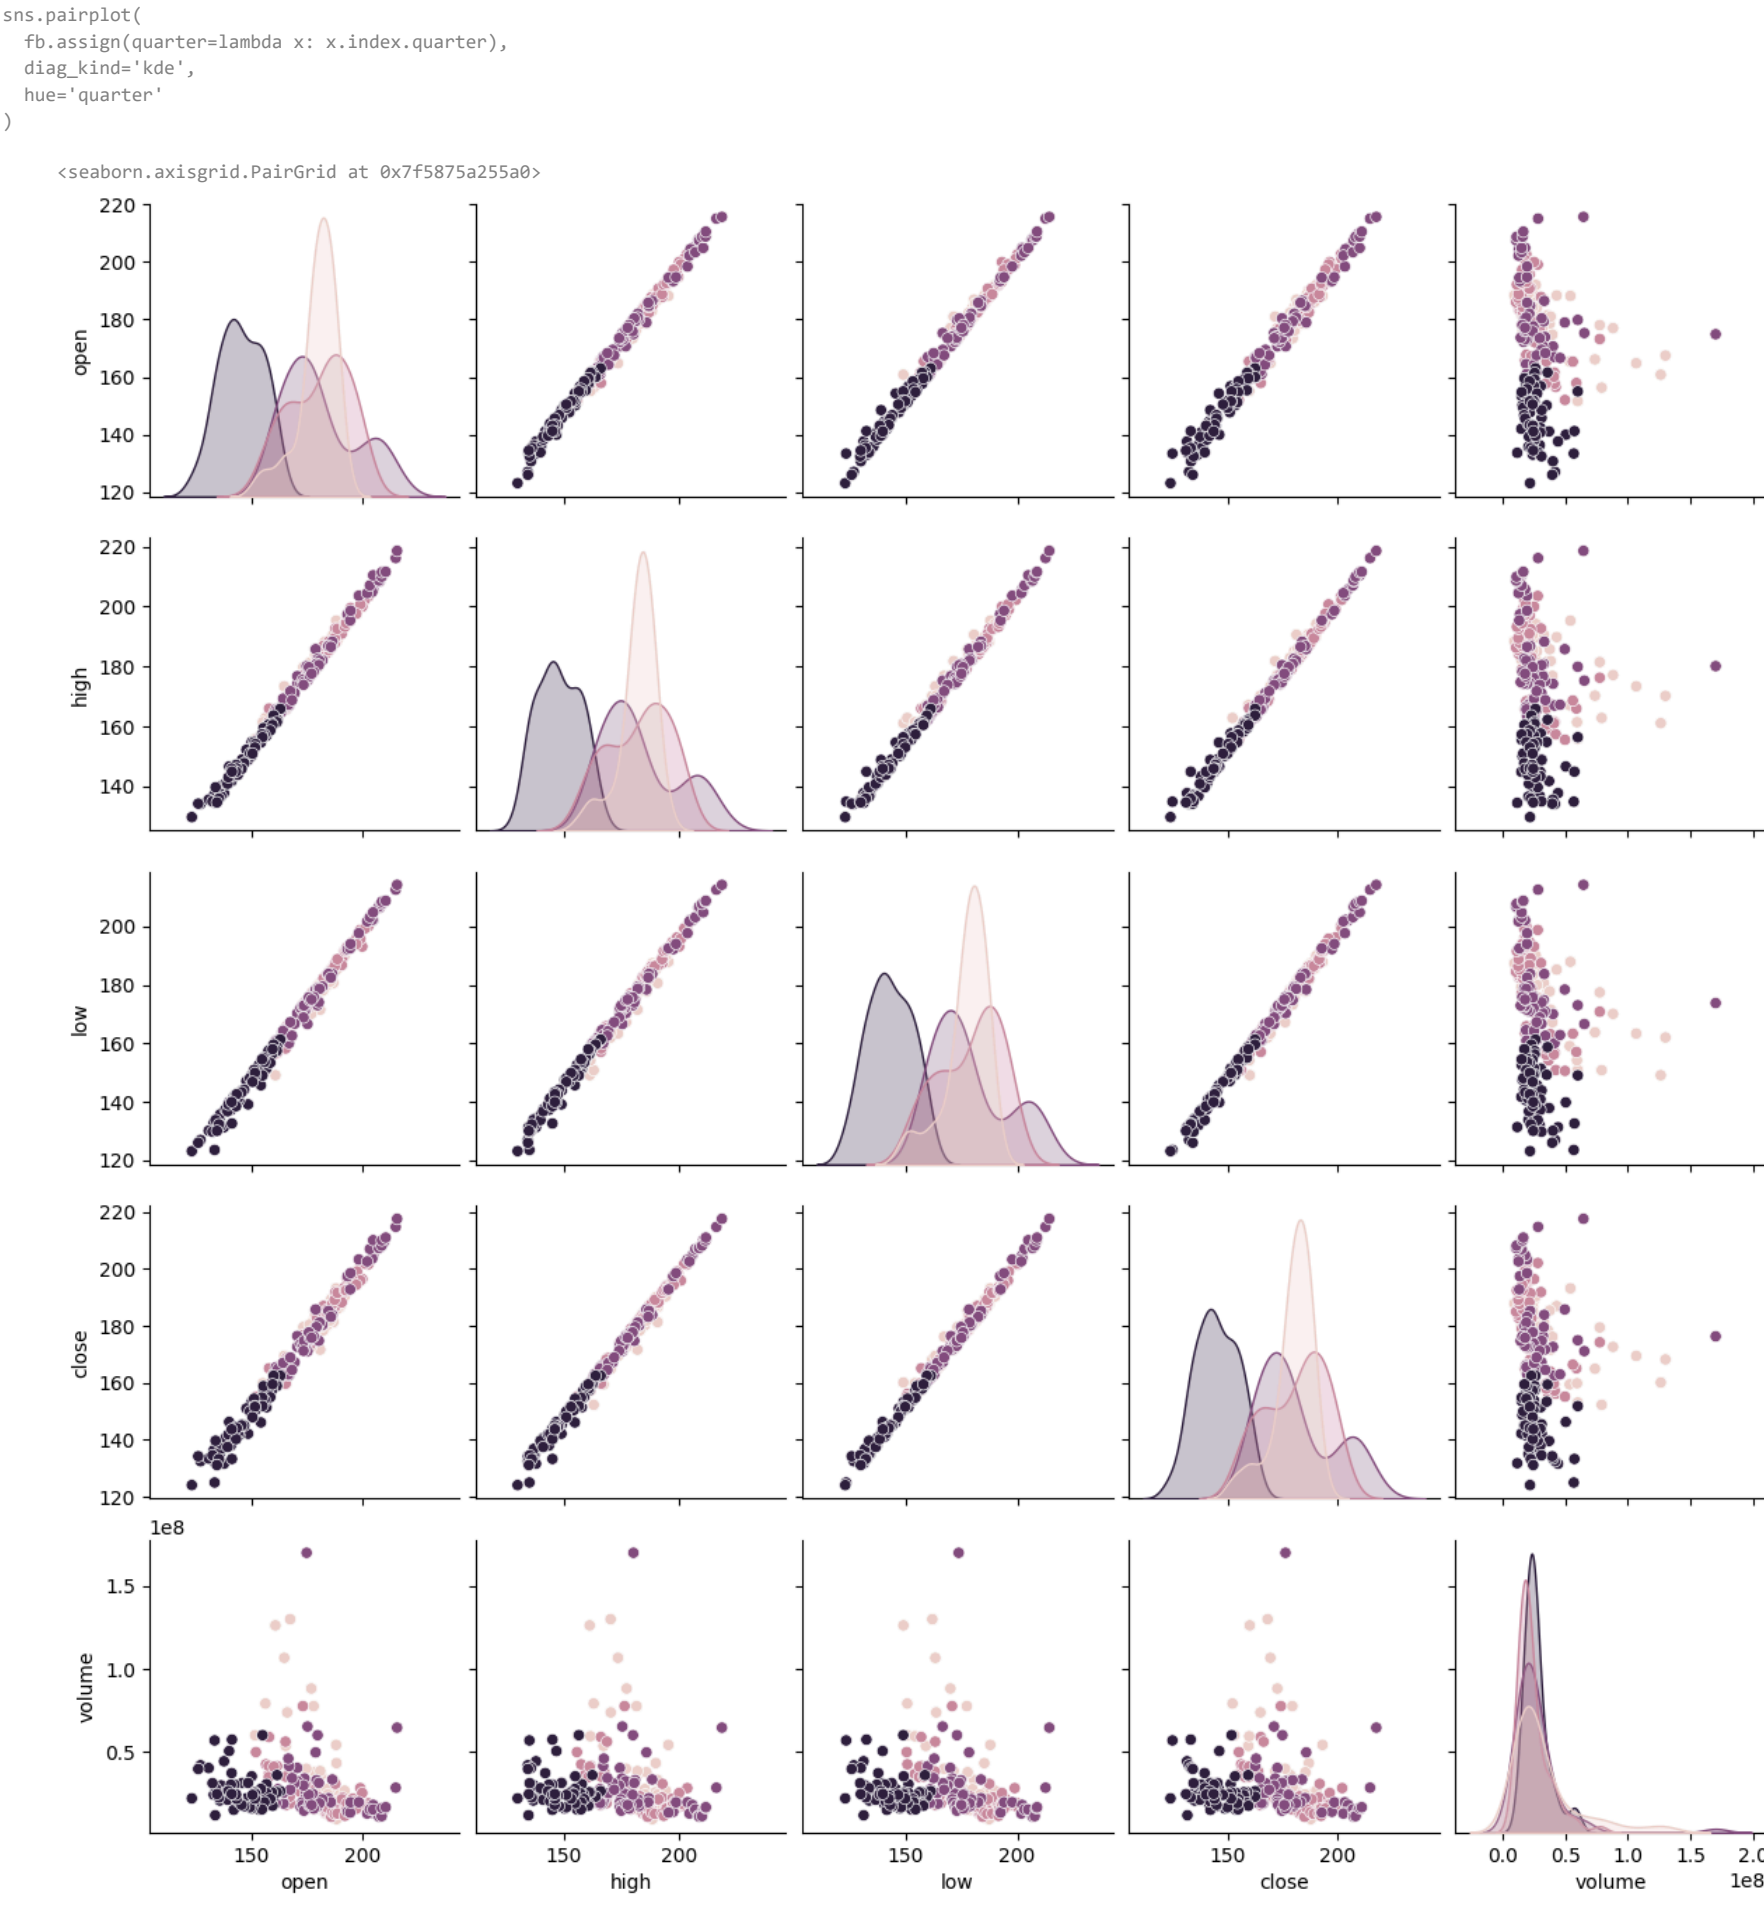 sns.pairplot(
  fb.assign(quarter=lambda x: x.index.quarter),
  diag_kind='kde',
  hue='quarter'
)
<seaborn.axisgrid.PairGrid at 0x7f5875a255a0>
220
200
180
160
140
120
open
220
200
180
160
140
high
200
180
160
140
120
low
220
200
180
160
140
120
close
1e8
1.5
1.0
0.5
volume
150 200
open
150 200
high
150 200
low
150 200
close
0.0 0.5 1.0 1.5 2.0
volume
1e8